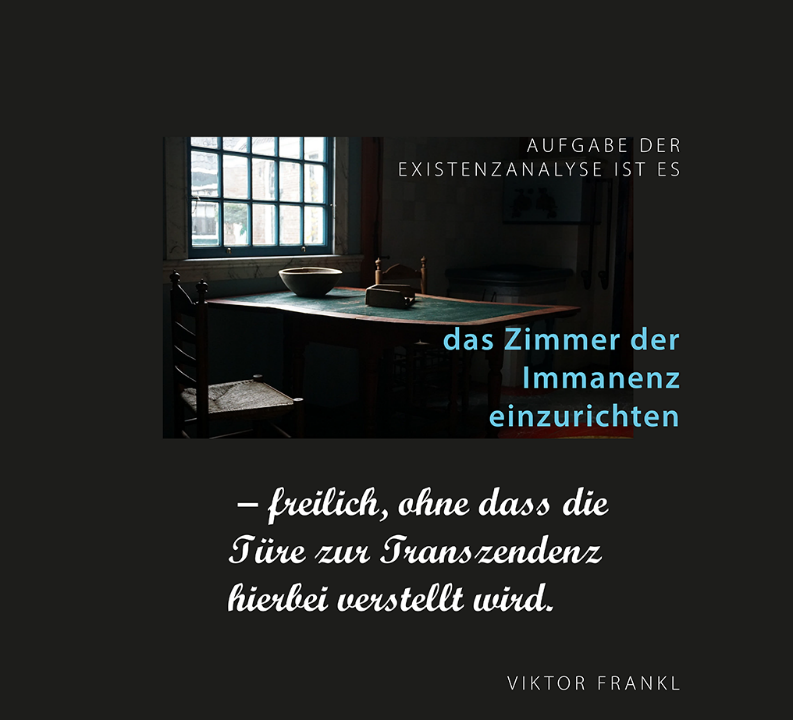 AUFGABE DER
EXISTENZANALYSE IST ES
das Zimmer der
Immanenz
einzurichten
– freilich, ohne dass die
Türe zur Transzendenz
hierbei verstellt wird.
VIKTOR FRANKL